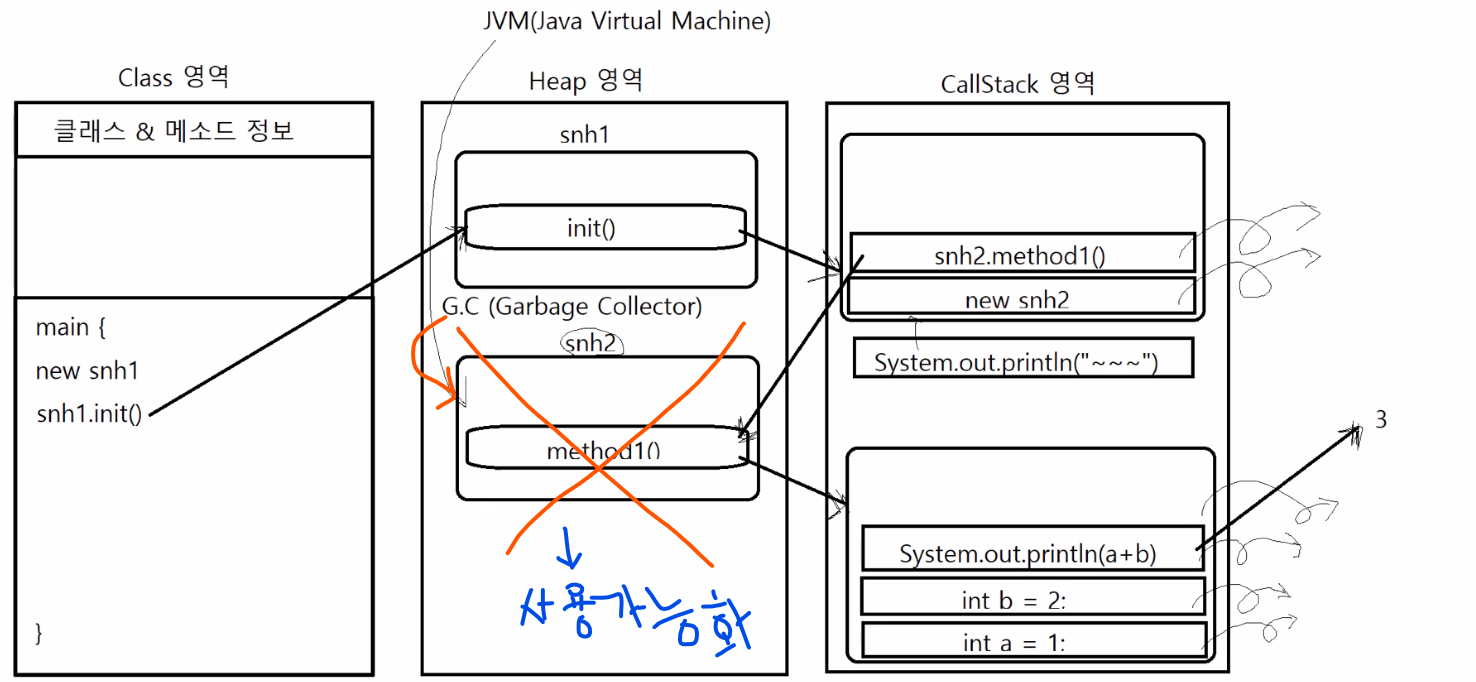 JVM(Java Virtual Machine)
Class 영역
클래스 & 메소드 정보
main {
new snh1
snh1.init()
}
Heap 영역
snh1
init()
G.C (Garbage Collector)
snh2
method1()
사용가능화
CallStack 영역
snh2.method1()
new snh2
System.out.println("~~~")
3
System.out.println(a+b)
int b = 2:
int a = 1: